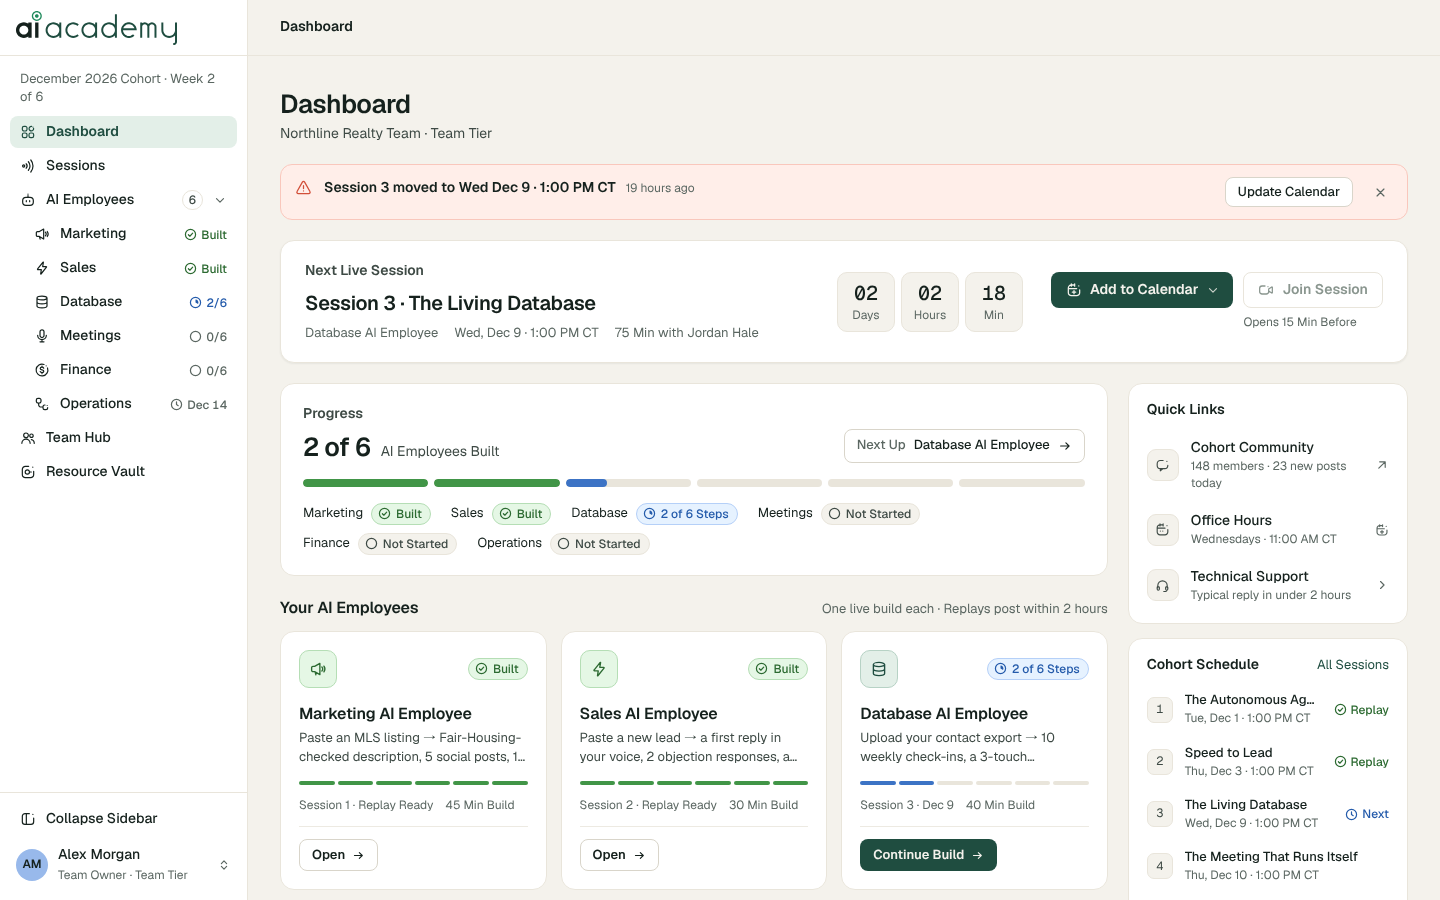 ai academy
December 2026 Cohort · Week 2
of 6
Dashboard
Sessions
AI Employees 6
Marketing Built
Sales Built
Database 2/6
Meetings 0/6
Finance 0/6
Operations Dec 14
Team Hub
Resource Vault
Collapse Sidebar
AM
Alex Morgan
Team Owner · Team Tier
Dashboard
Dashboard
Northline Realty Team · Team Tier
Session 3 moved to Wed Dec 9 · 1:00 PM CT 19 hours ago
Update Calendar
Next Live Session
Session 3 · The Living Database
Database AI Employee Wed, Dec 9 · 1:00 PM CT 75 Min with Jordan Hale
02 02 18
Days Hours Min
Add to Calendar
Join Session
Opens 15 Min Before
Progress
2 of 6 AI Employees Built
Next Up Database AI Employee →
Marketing Built Sales Built Database 2 of 6 Steps Meetings Not Started
Finance Not Started Operations Not Started
Your AI Employees
One live build each · Replays post within 2 hours
Built
Marketing AI Employee
Paste an MLS listing → Fair-Housing-
checked description, 5 social posts, 1...
Session 1 · Replay Ready 45 Min Build
Open →
Built
Sales AI Employee
Paste a new lead → a first reply in
your voice, 2 objection responses, a...
Session 2 · Replay Ready 30 Min Build
Open →
2 of 6 Steps
Database AI Employee
Upload your contact export → 10
weekly check-ins, a 3-touch...
Session 3 · Dec 9 40 Min Build
Continue Build →
Quick Links
Cohort Community
148 members · 23 new posts
today
Office Hours
Wednesdays · 11:00 AM CT
Technical Support
Typical reply in under 2 hours
Cohort Schedule All Sessions
1
The Autonomous Ag...
Tue, Dec 1 · 1:00 PM CT
Replay
2
Speed to Lead
Thu, Dec 3 · 1:00 PM CT
Replay
3
The Living Database
Wed, Dec 9 · 1:00 PM CT
Next
4
The Meeting That Runs Itself
Thu, Dec 10 · 1:00 PM CT